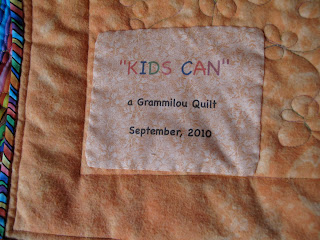 "KIDS CAN"
a Grammilou Quilt
September, 2010